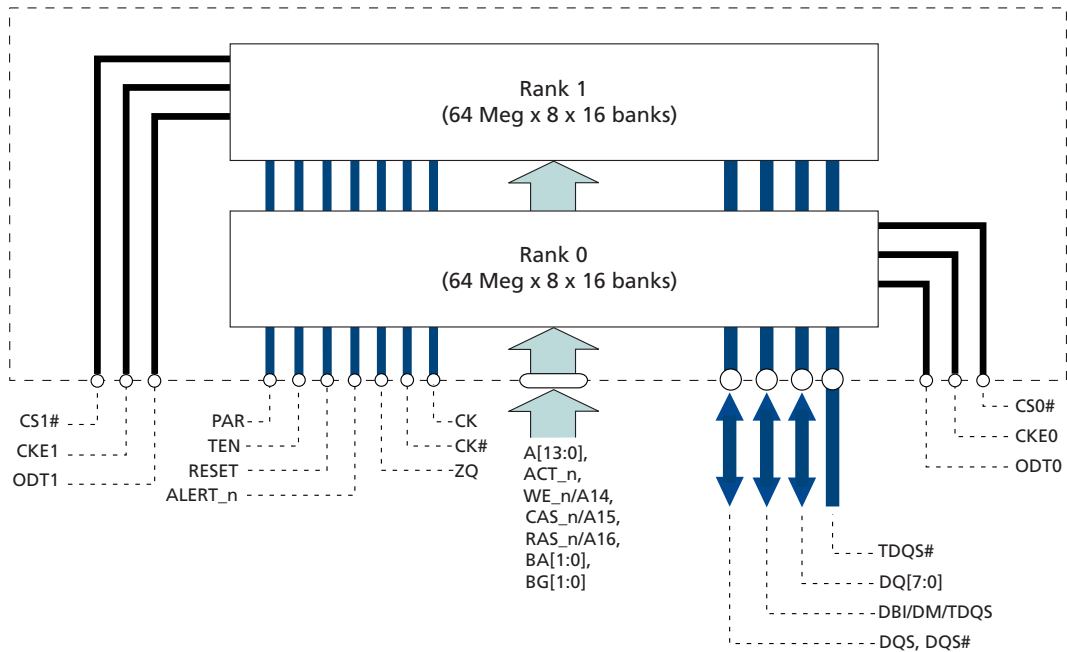 Rank 1
(64 Meg x 8 x 16 banks)
Rank 0
(64 Meg x 8 x 16 banks)
CS1#
CKE1
ODT1
PAR
TEN
RESET
ALERT_n
CK
CK#
ZQ
A[13:0],
ACT_n,
WE_n/A14,
CAS_n/A15,
RAS_n/A16,
BA[1:0],
BG[1:0]
CS0#
CKE0
ODT0
TDQS#
DQ[7:0]
DBI/DM/TDQS
DQS, DQS#